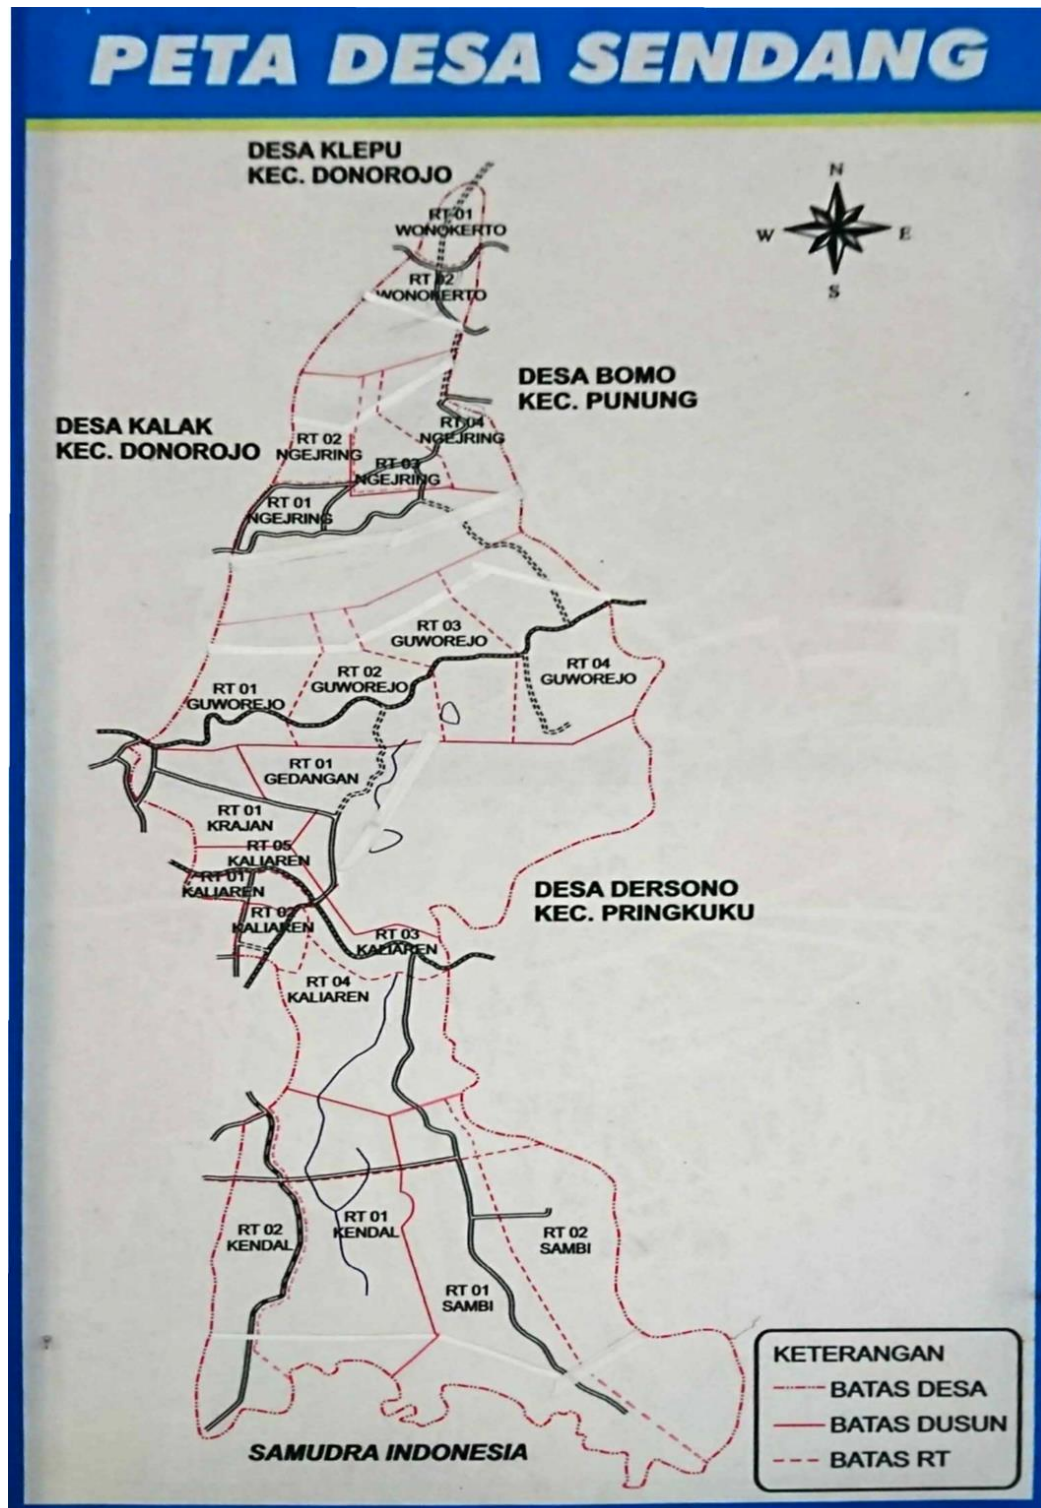 PETA DESA SENDANG
DESA KLEPU
KEC. DONOROJO
N
W
E
S
RT 01
WONOKERTO
RT 02
WONOKERTO
DESA BOMO
KEC. PUNUNG
DESA KALAK
KEC. DONOROJO
RT 04
NGEJRING
RT 02
NGEJRING
RT 03
NGEJRING
RT 01
NGEJRING
RT 03
GUWOREJO
RT 04
GUWOREJO
RT 02
GUWOREJO
RT 01
GUWOREJO
RT 01
GEDANGAN
RT 01
KRAJAN
RT 05
KALIAREN
RT 01
KALIAREN
RT 02
KALIAREN
DESA DERSONO
KEC. PRINGKUKU
RT 03
KALIAREN
RT 04
KALIAREN
RT 02
KENDAL
RT 01
KENDAL
RT 02
SAMBI
RT 01
SAMBI
SAMUDRA INDONESIA
KETERANGAN
BATAS DESA
BATAS DUSUN
BATAS RT